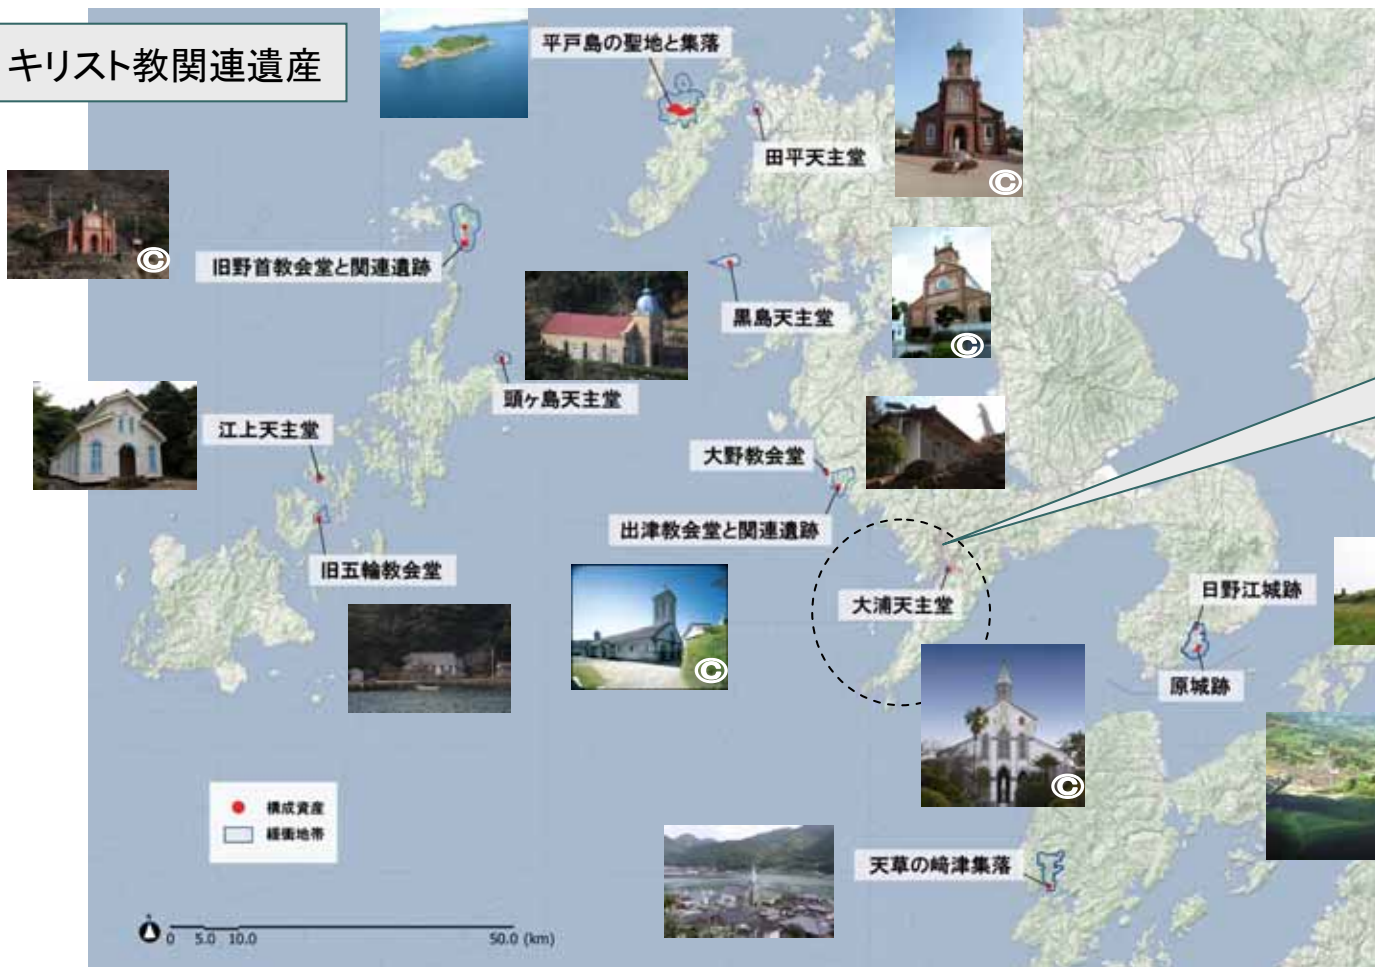 キリスト教関連遺産
平戸島の聖地と集落
田平天主堂
©
©
旧野首教会堂と関連遺跡
黒島天主堂
©
頭ヶ島天主堂
江上天主堂
大野教会堂
出津教会堂と関連遺跡
旧五輪教会堂
大浦天主堂
日野江城跡
原城跡
©
©
構成資産
緩衝地帯
天草の﨑津集落
0 5.0 10.0 50.0 (km)